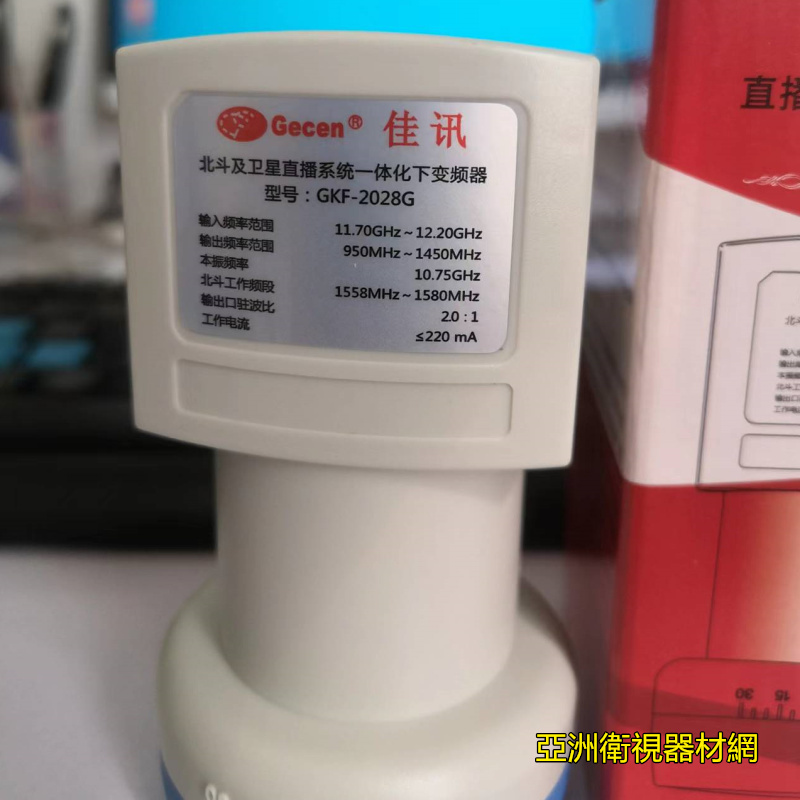 Gecen® 佳讯
北斗及卫星直播系统一体化下变频器
型号：GKF-2028G
输入频率范围 11.70GHz～12.20GHz
输出频率范围 950MHz～1450MHz
本振频率 10.75GHz
北斗工作频段 1558MHz～1580MHz
输出口驻波比 2.0：1
工作电流 ≤220 mA
直播
30 15
亞洲衛視器材網